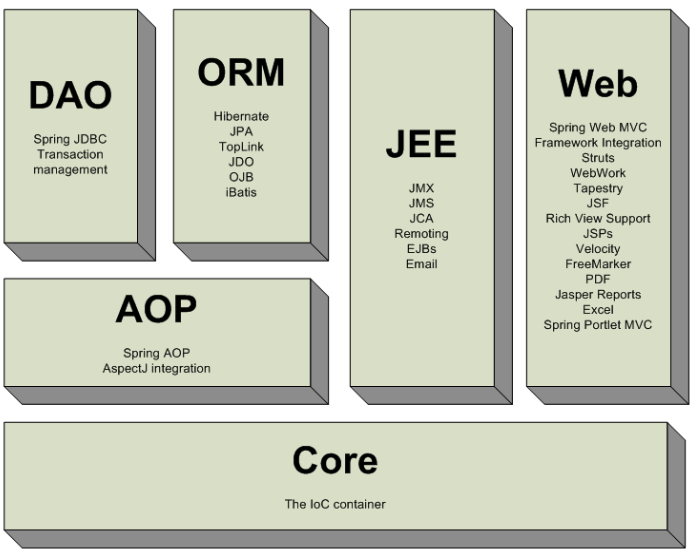 DAO
Spring JDBC
Transaction
management
ORM
Hibernate
JPA
TopLink
JDO
OJB
iBatis
JEE
JMX
JMS
JCA
Remoting
EJBs
Email
Web
Spring Web MVC
Framework Integration
Struts
WebWork
Tapestry
JSF
Rich View Support
JSPs
Velocity
FreeMarker
PDF
Jasper Reports
Excel
Spring Portlet MVC
AOP
Spring AOP
AspectJ integration
Core
The IoC container